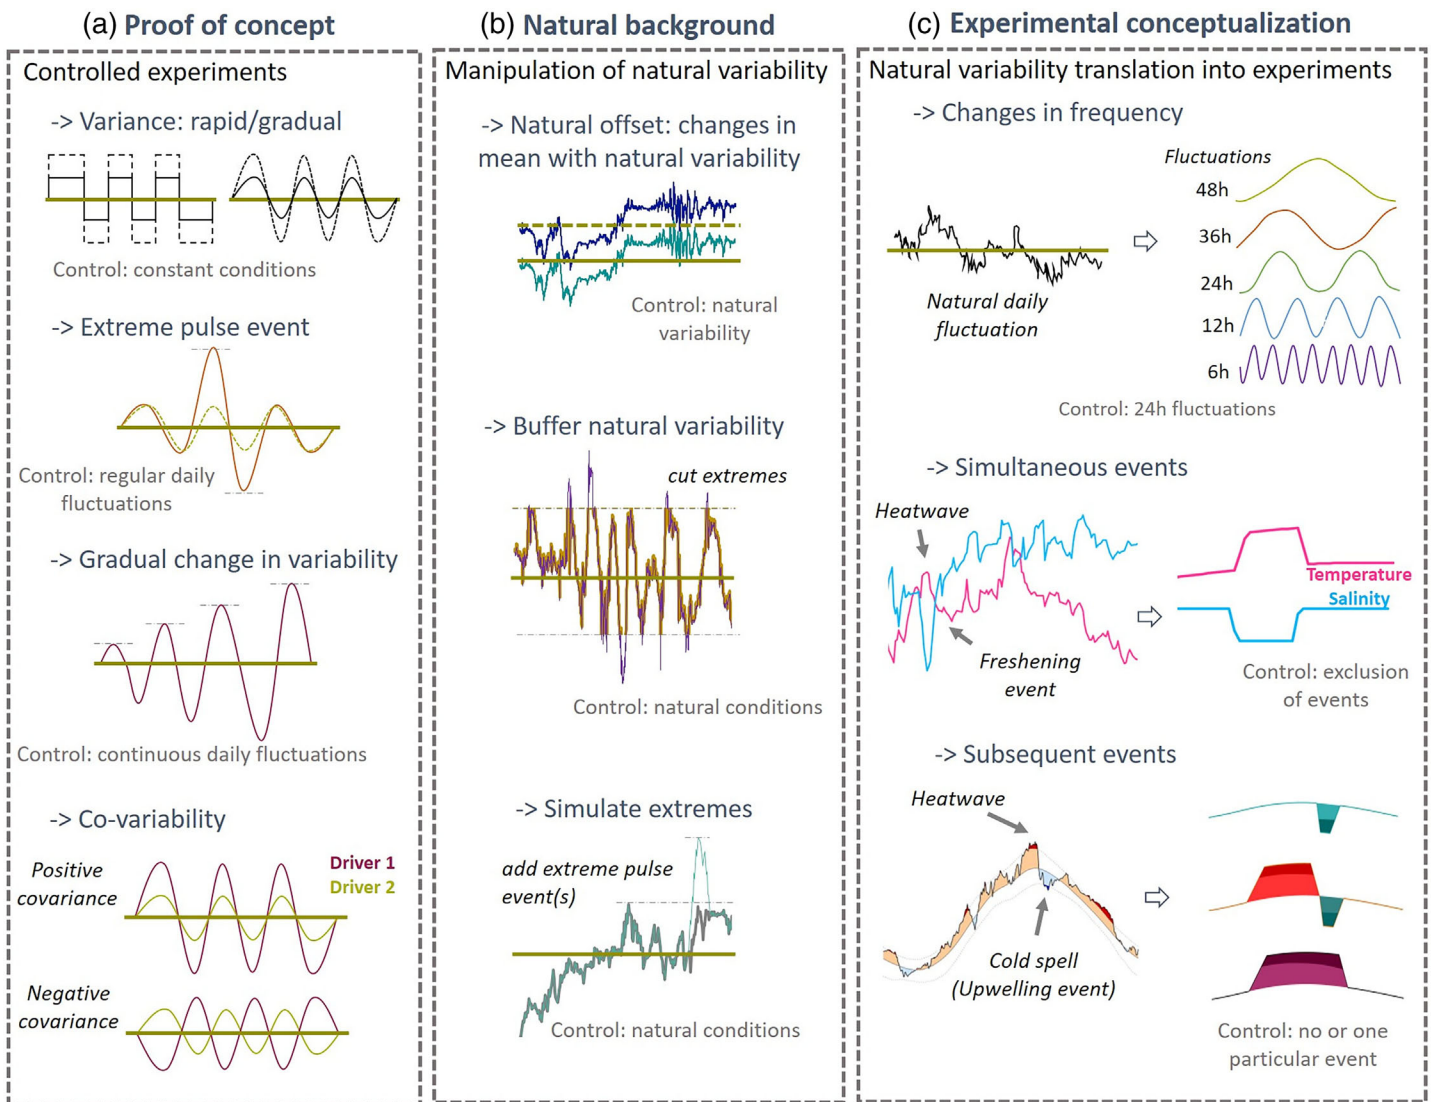 (a) Proof of concept
Controlled experiments
-> Variance: rapid/gradual
Control: constant conditions
-> Extreme pulse event
Control: regular daily
fluctuations
-> Gradual change in variability
Control: continuous daily fluctuations
-> Co-variability
Positive
covariance
Driver 1
Driver 2
Negative
covariance
(b) Natural background
Manipulation of natural variability
-> Natural offset: changes in
mean with natural variability
Control: natural
variability
-> Buffer natural variability
cut extremes
Control: natural conditions
-> Simulate extremes
add extreme pulse
event(s)
Control: natural conditions
(c) Experimental conceptualization
Natural variability translation into experiments
-> Changes in frequency
Fluctuations
48h
36h
24h
12h
6h
Natural daily
fluctuation
Control: 24h fluctuations
-> Simultaneous events
Heatwave
Freshening
event
Temperature
Salinity
Control: exclusion
of events
-> Subsequent events
Heatwave
Cold spell
(Upwelling event)
Control: no or one
particular event